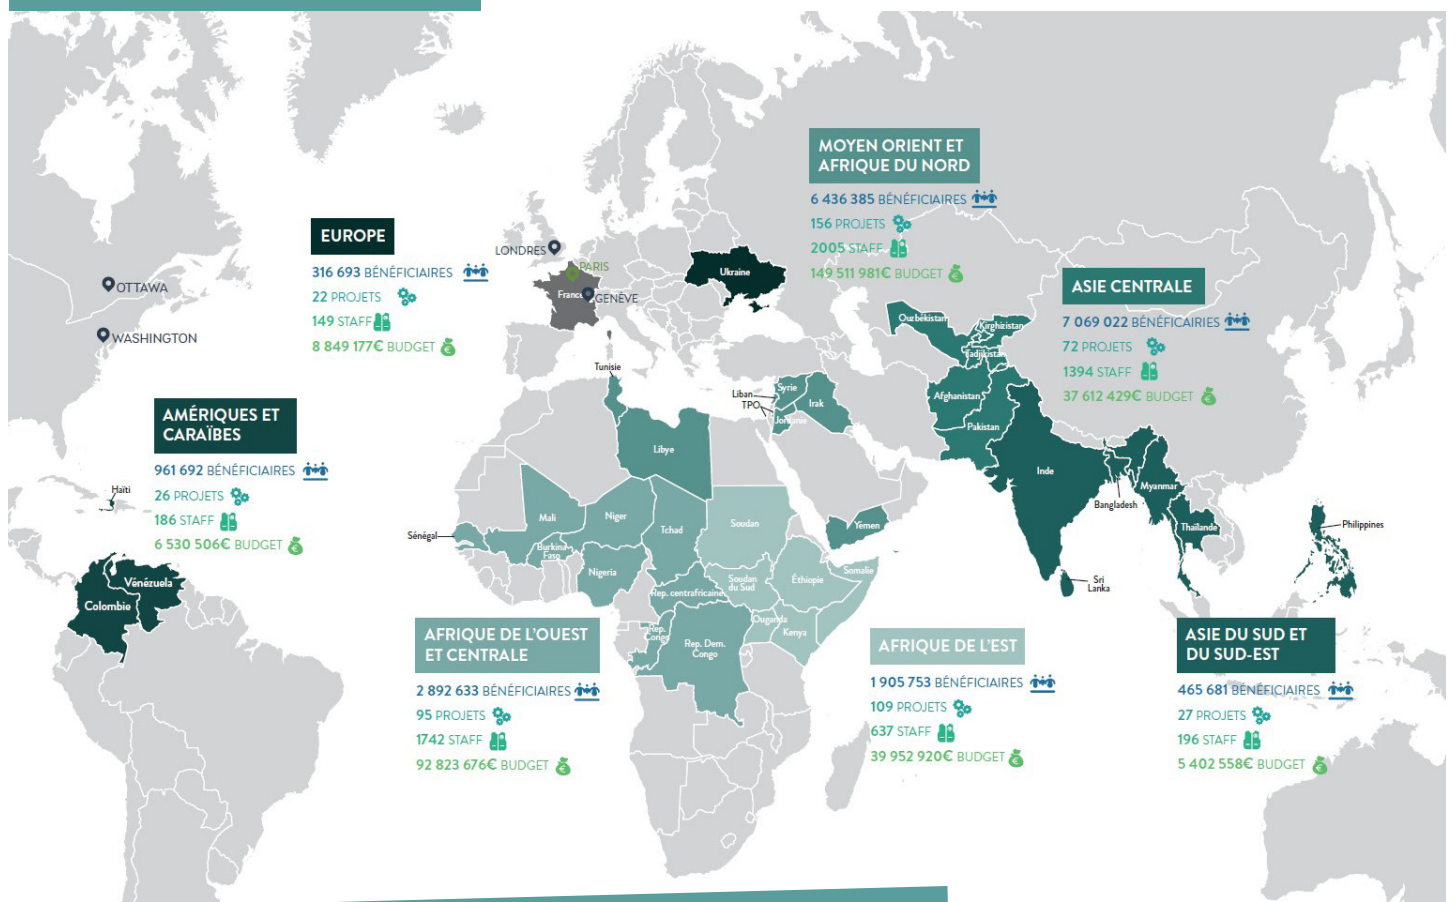 MOYEN ORIENT ET
AFRIQUE DU NORD
6 436 385 BÉNÉFICIAIRES
156 PROJETS
2005 STAFF
149 511 981€ BUDGET
EUROPE
316 693 BÉNÉFICIAIRES
22 PROJETS
149 STAFF
8 849 177€ BUDGET
LONDRES
PARIS
France
GENÈVE
Ukraine
OTTAWA
WASHINGTON
ASIE CENTRALE
7 069 022 BÉNÉFICAIRIES
72 PROJETS
1394 STAFF
37 612 429€ BUDGET
Ouzbékistan
Kirghizistan
Tadjikistan
Afghanistan
Pakistan
Tunisie
Liban
TPO
Syrie
Irak
Jordanie
Libye
Yémen
AMÉRIQUES ET
CARAÏBES
961 692 BÉNÉFICIAIRES
26 PROJETS
186 STAFF
6 530 506€ BUDGET
Haïti
Vénézuela
Colombie
Inde
Bangladesh
Myanmar
Thaïlande
Philippines
Sri
Lanka
Sénégal
Mali
Burkina
Faso
Niger
Nigeria
Tchad
Rep. centrafricaine
Rep.
Congo
Rep. Dem.
Congo
Soudan
Soudan
du Sud
Éthiopie
Somalie
Ouganda
Kenya
AFRIQUE DE L'OUEST
ET CENTRALE
2 892 633 BÉNÉFICIAIRES
95 PROJETS
1742 STAFF
92 823 676€ BUDGET
AFRIQUE DE L'EST
1 905 753 BÉNÉFICIAIRES
109 PROJETS
637 STAFF
39 952 920€ BUDGET
ASIE DU SUD ET
DU SUD-EST
465 681 BÉNÉFICIAIRES
27 PROJETS
196 STAFF
5 402 558€ BUDGET